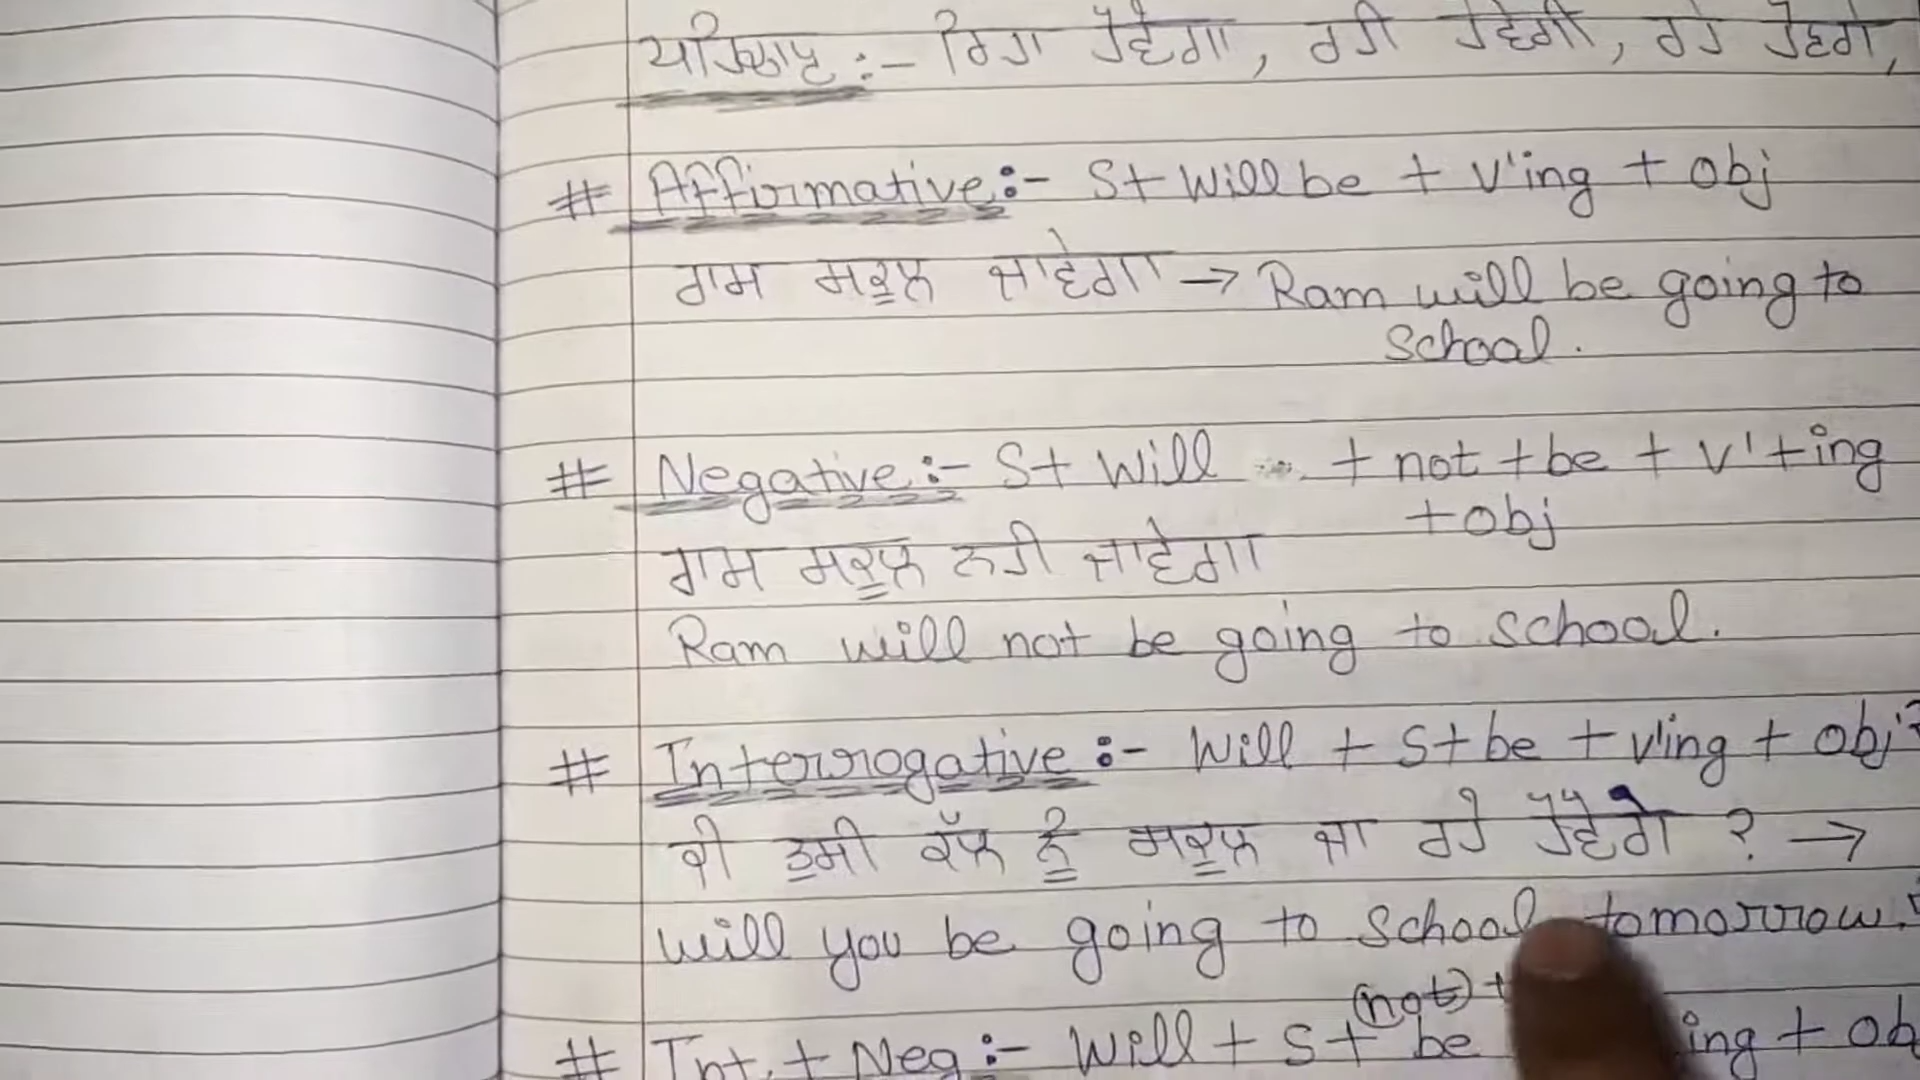 ਪਹਿਚਾਣ :- ਰਿਹਾ ਹੋਵੇਗਾ, ਰਹੀ ਹੋਵੇਗੀ, ਰਹੇ ਹੋਵੇਗੇ,
# Affirmative :- S+ Will be + V'ing + Obj
ਰਾਮ ਸਕੂਲ ਜਾਵੇਗਾ → Ram will be going to
School.
# Negative :- S+ Will + not + be + V'+ing
+ obj
ਰਾਮ ਸਕੂਲ ਨਹੀ ਜਾਵੇਗਾ
Ram will not be going to school.
# Interrogative :- Will + S + be + V'ing + Obj?
ਕੀ ਤੁਸੀ ਕੱਲ ਨੂੰ ਸਕੂਲ ਜਾ ਰਹੇ ਹੋਵੋਗੇ ? →
will you be going to School tomorrow?
(not) +
# Int. + Neg :- Will + S + be ing + ob